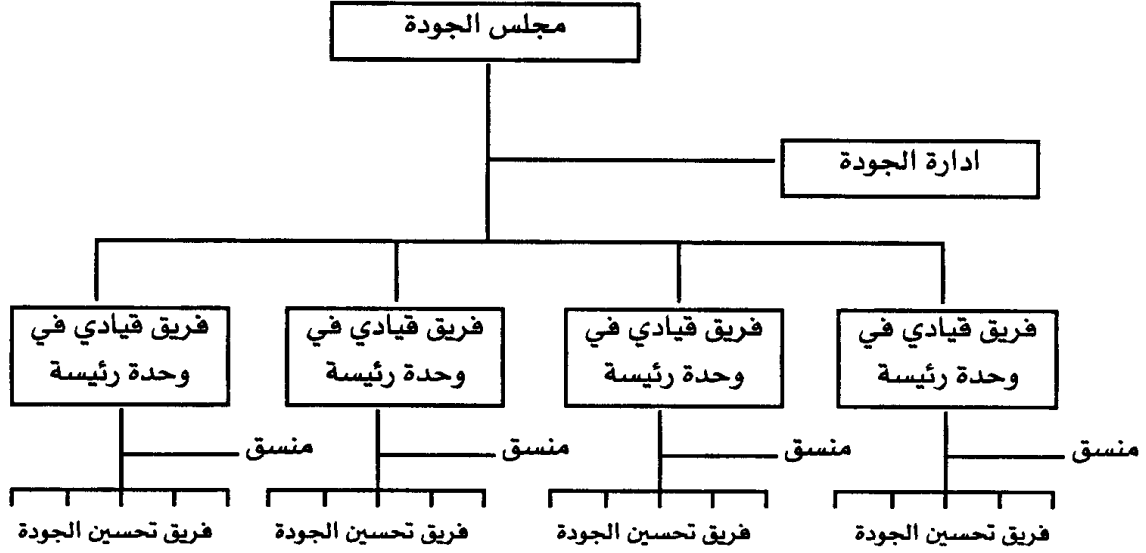 مجلس الجودة
ادارة الجودة
فريق قيادي في
وحدة رئيسة
فريق قيادي في
وحدة رئيسة
فريق قيادي في
وحدة رئيسة
فريق قيادي في
وحدة رئيسة
منسق
منسق
منسق
منسق
فريق تحسين الجودة
فريق تحسين الجودة
فريق تحسين الجودة
فريق تحسين الجودة